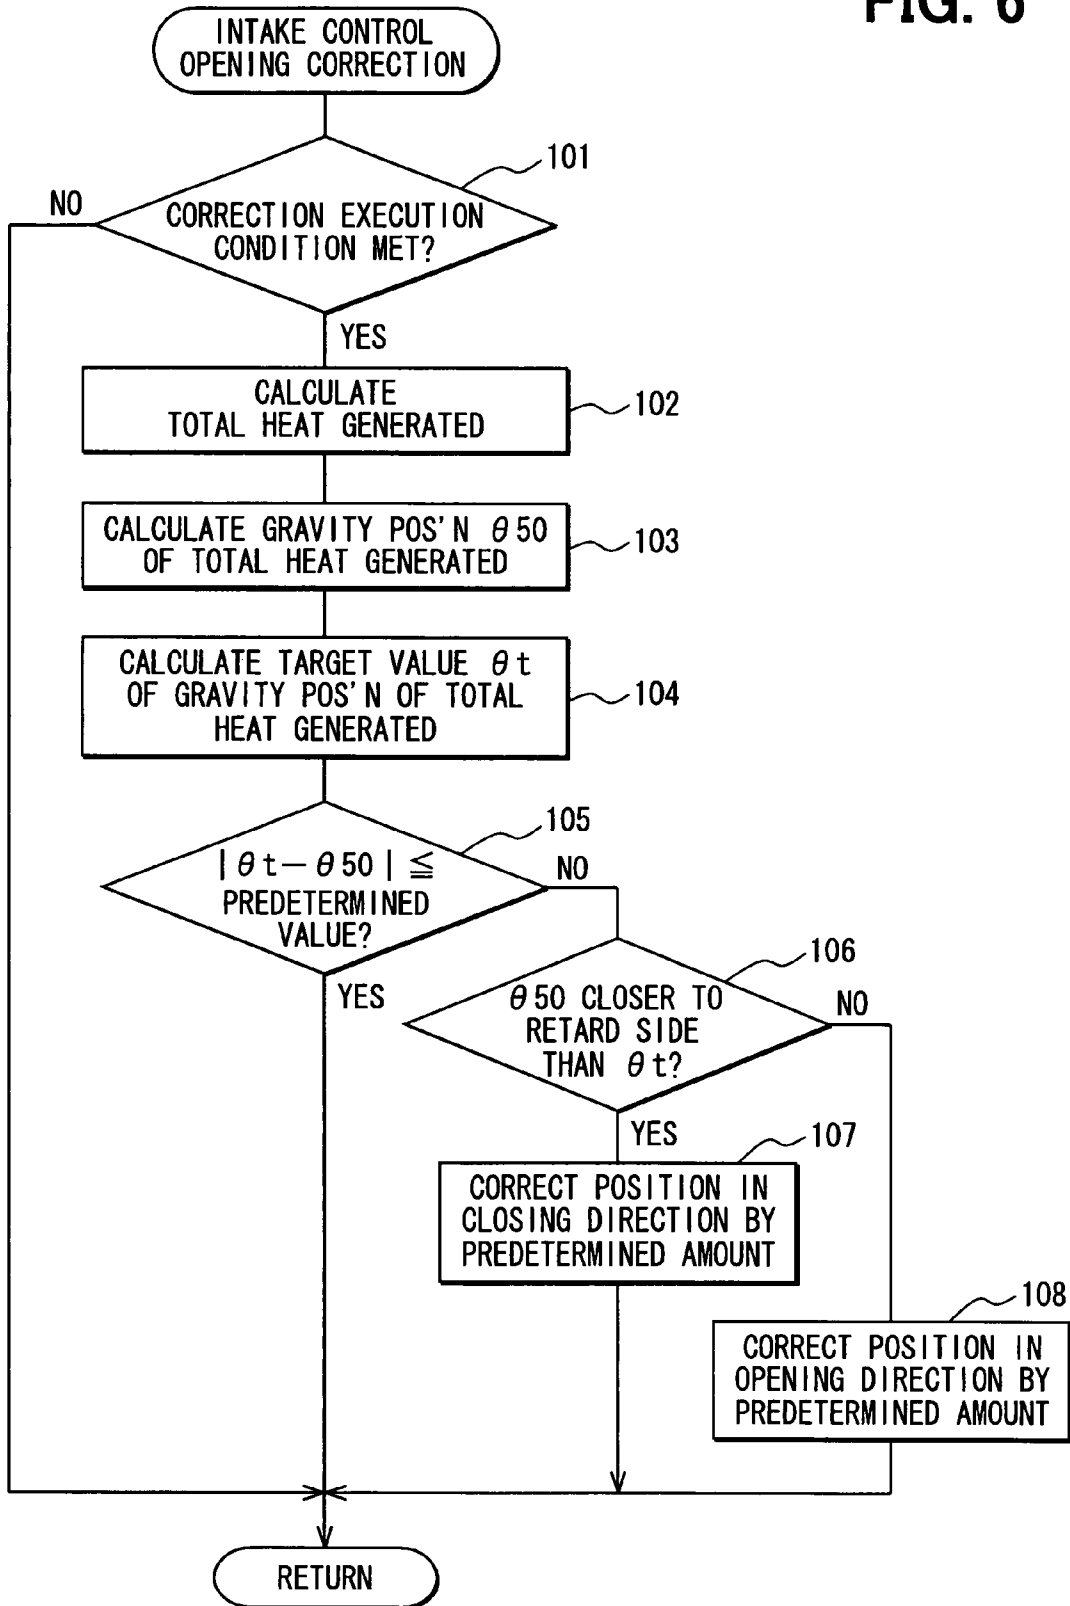 FIG. 6
INTAKE CONTROL
OPENING CORRECTION
101
NO
CORRECTION EXECUTION
CONDITION MET?
YES
CALCULATE
TOTAL HEAT GENERATED
102
CALCULATE GRAVITY POS'N θ50
OF TOTAL HEAT GENERATED
103
CALCULATE TARGET VALUE θt
OF GRAVITY POS'N OF TOTAL
HEAT GENERATED
104
105
|θt-θ50|≦
PREDETERMINED
VALUE?
NO
YES
106
θ50 CLOSER TO
RETARD SIDE
THAN θt?
NO
YES
107
CORRECT POSITION IN
CLOSING DIRECTION BY
PREDETERMINED AMOUNT
108
CORRECT POSITION IN
OPENING DIRECTION BY
PREDETERMINED AMOUNT
RETURN